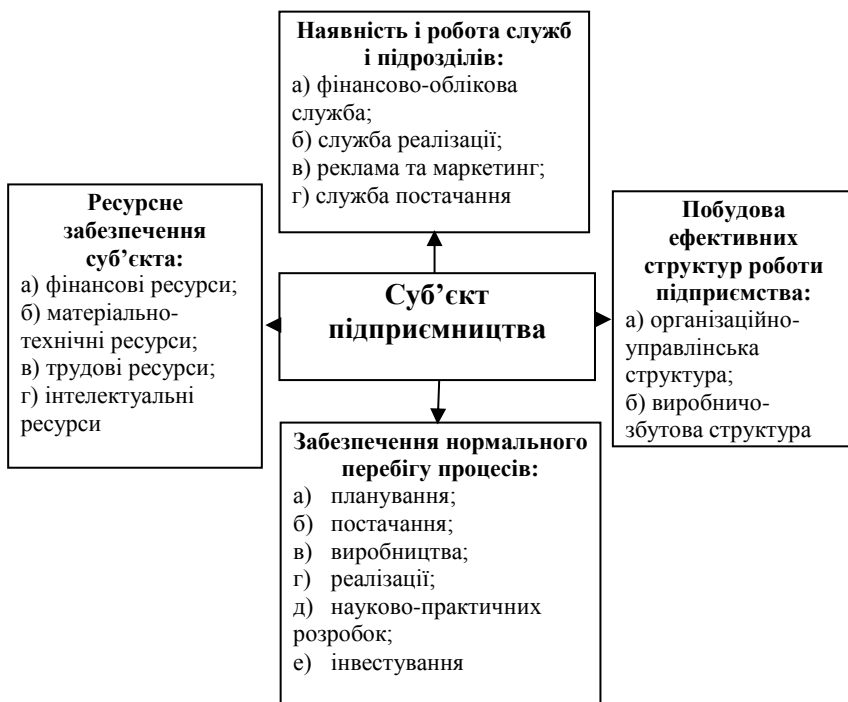 Наявність і робота служб
і підрозділів:
а) фінансово-облікова
служба;
б) служба реалізації;
в) реклама та маркетинг;
г) служба постачання
Ресурсне
забезпечення
суб’єкта:
а) фінансові ресурси;
б) матеріально-
технічні ресурси;
в) трудові ресурси;
г) інтелектуальні
ресурси
Суб’єкт
підприємництва
Побудова
ефективних
структур роботи
підприємства:
а) організаційно-
управлінська
структура;
б) виробничо-
збутова структура
Забезпечення нормального
перебігу процесів:
а) планування;
б) постачання;
в) виробництва;
г) реалізації;
д) науково-практичних
розробок;
е) інвестування